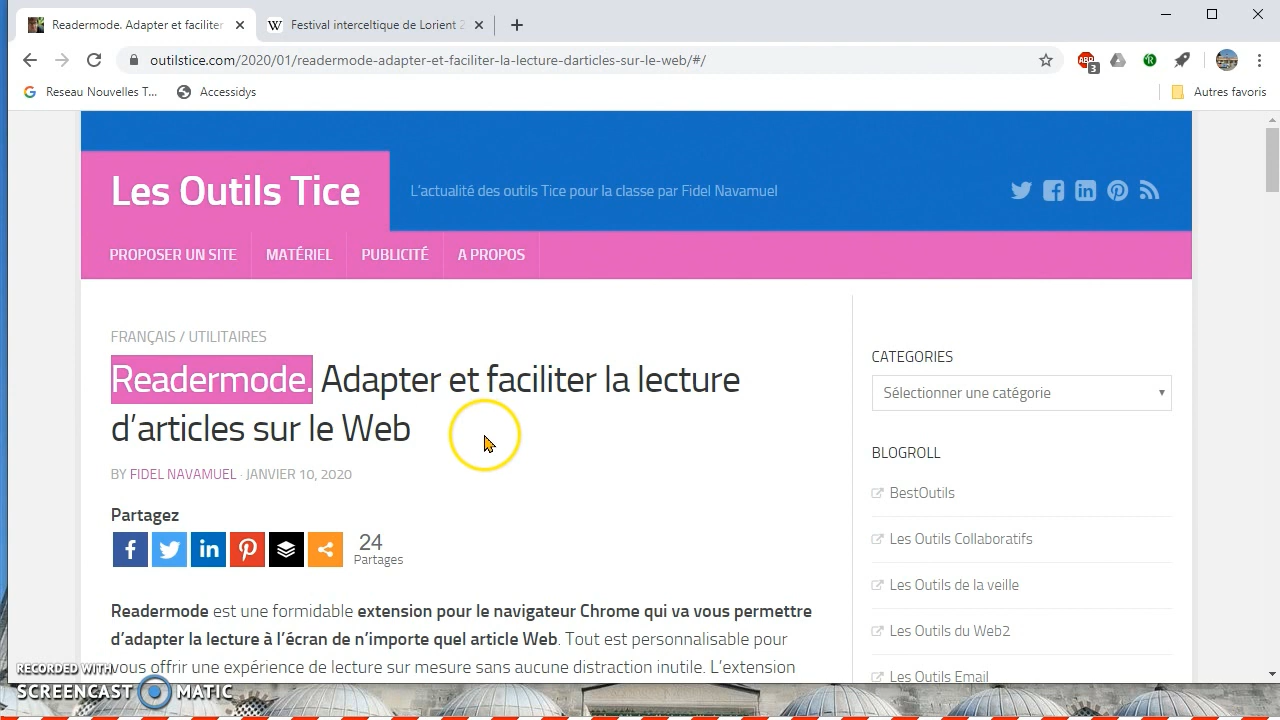 Readermode. Adapter et faciliter
Festival interceltique de Lorient 2
outilstice.com/2020/01/readermode-adapter-et-faciliter-la-lecture-darticles-sur-le-web/#/
ABP
3
Reseau Nouvelles T...
Accessidys
Autres favoris
Les Outils Tice
L'actualité des outils Tice pour la classe par Fidel Navamuel
PROPOSER UN SITE
MATÉRIEL
PUBLICITÉ
A PROPOS
FRANÇAIS / UTILITAIRES
Readermode. Adapter et faciliter la lecture
d'articles sur le Web
BY FIDEL NAVAMUEL · JANVIER 10, 2020
Partagez
24
Partages
Readermode est une formidable extension pour le navigateur Chrome qui va vous permettre
d'adapter la lecture à l'écran de n'importe quel article Web. Tout est personnalisable pour
vous offrir une expérience de lecture sur mesure sans aucune distraction inutile. L'extension
CATEGORIES
Sélectionner une catégorie
BLOGROLL
BestOutils
Les Outils Collaboratifs
Les Outils de la veille
Les Outils du Web2
Les Outils Email
RECORDED WITH
SCREENCAST MATIC